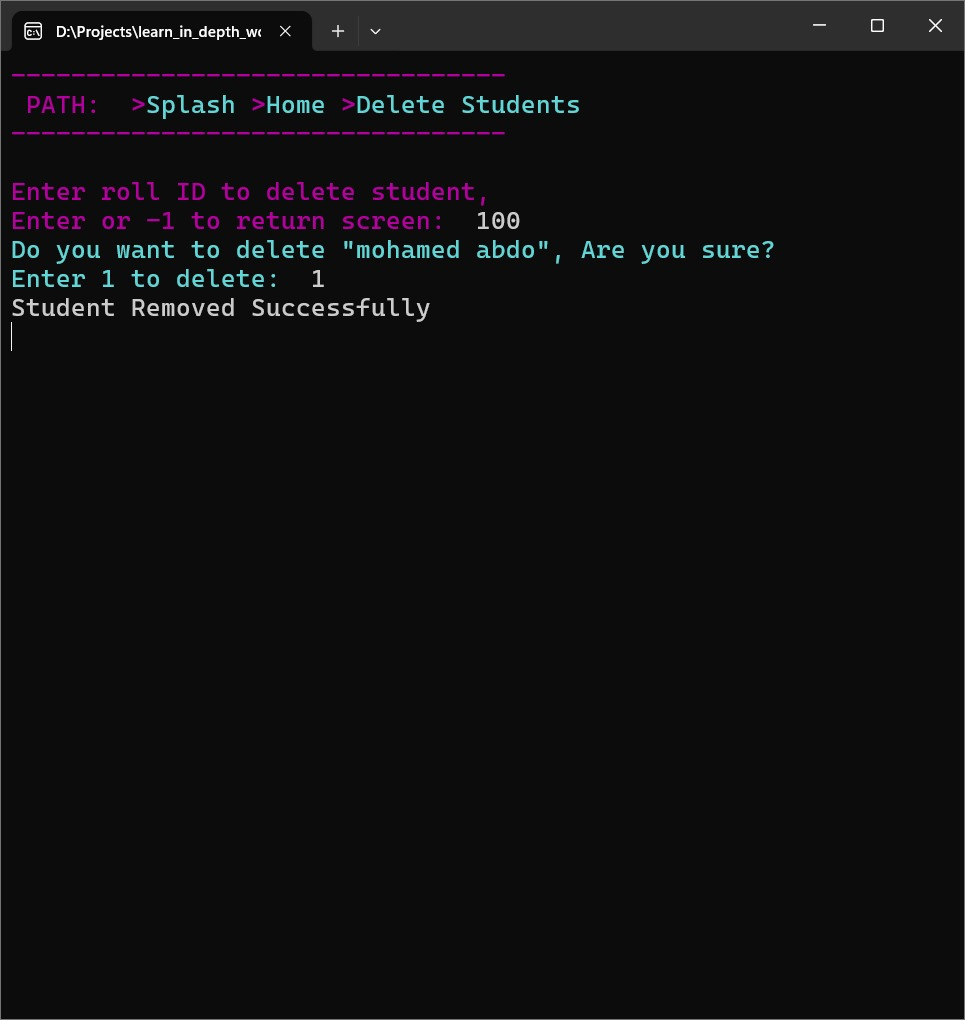 D:\Projects\learn_in_depth_wo
---------------------------------
PATH:  >Splash >Home >Delete Students
---------------------------------
Enter roll ID to delete student,
Enter or -1 to return screen:  100
Do you want to delete "mohamed abdo", Are you sure?
Enter 1 to delete:  1
Student Removed Successfully